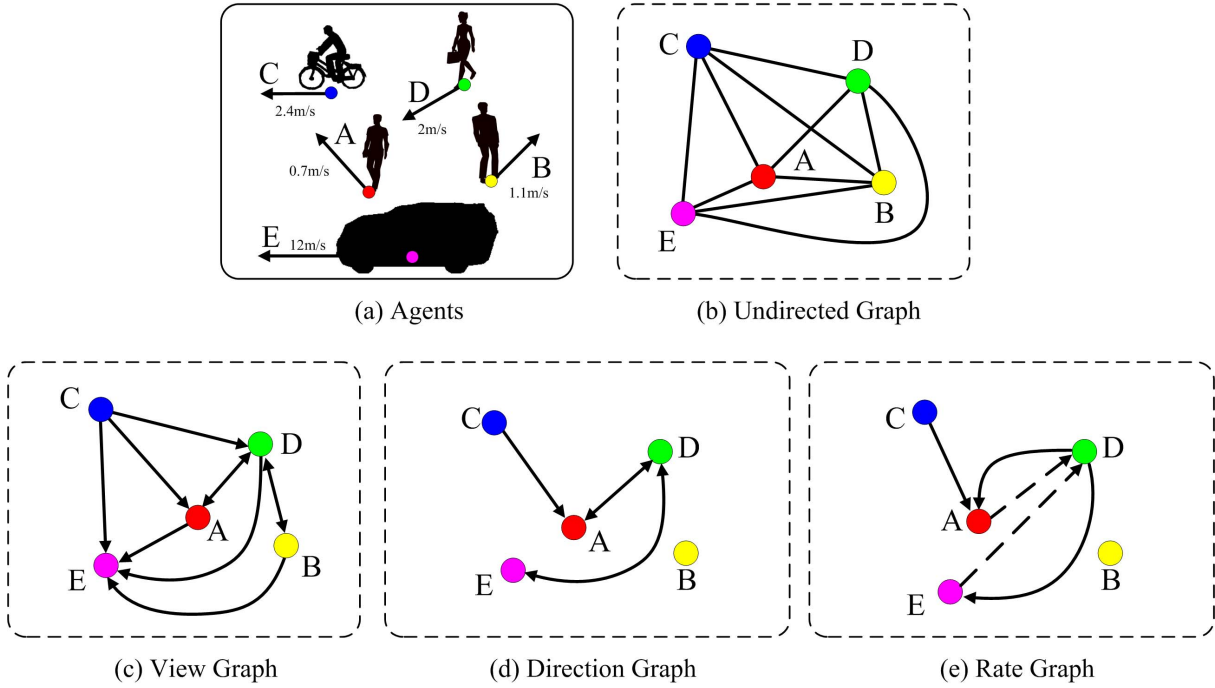 C
2.4m/s
D
2m/s
A
0.7m/s
B
1.1m/s
E
12m/s
(a) Agents
C
D
A
B
E
(b) Undirected Graph
C
D
A
B
E
(c) View Graph
C
D
A
B
E
(d) Direction Graph
C
D
A
B
E
(e) Rate Graph